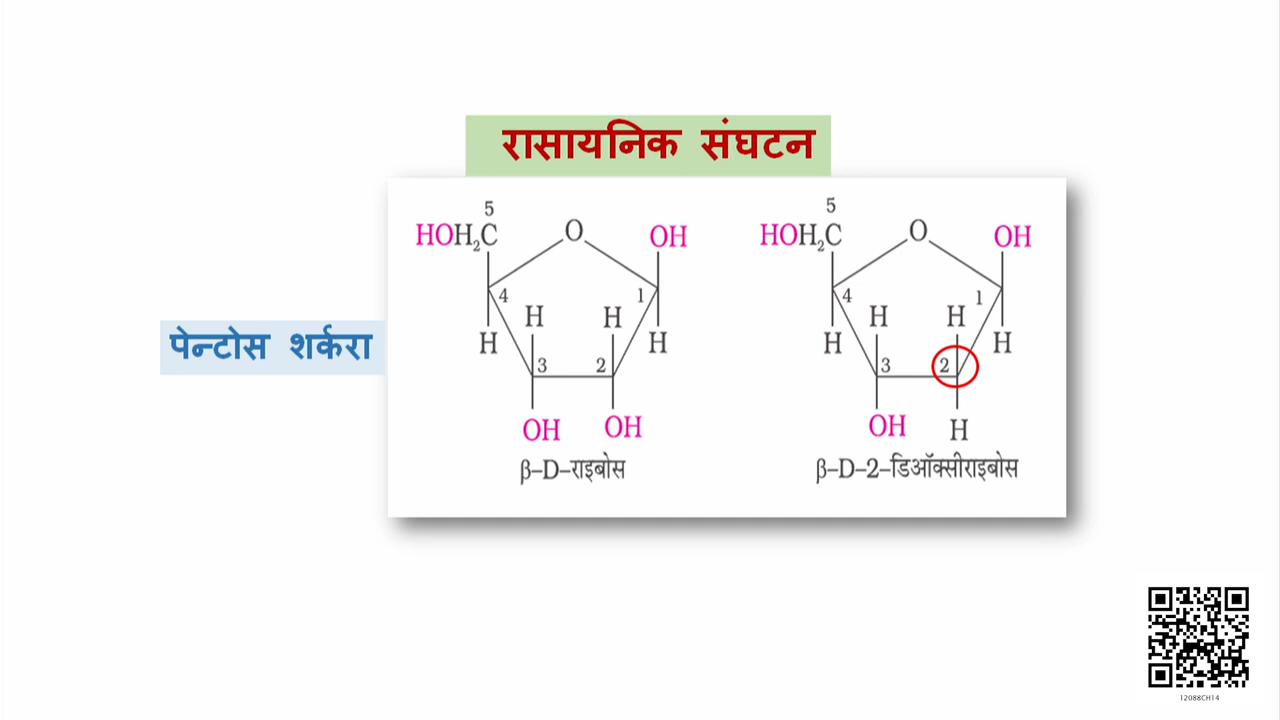 रासायनिक संघटन
पेन्टोस शर्करा
5
HOH₂C O OH
4 1
H H
H H
3 2
OH OH
β–D–राइबोस
5
HOH₂C O OH
4 1
H H
H H
3 2
OH H
β–D–2–डिऑक्सीराइबोस
12088CH14